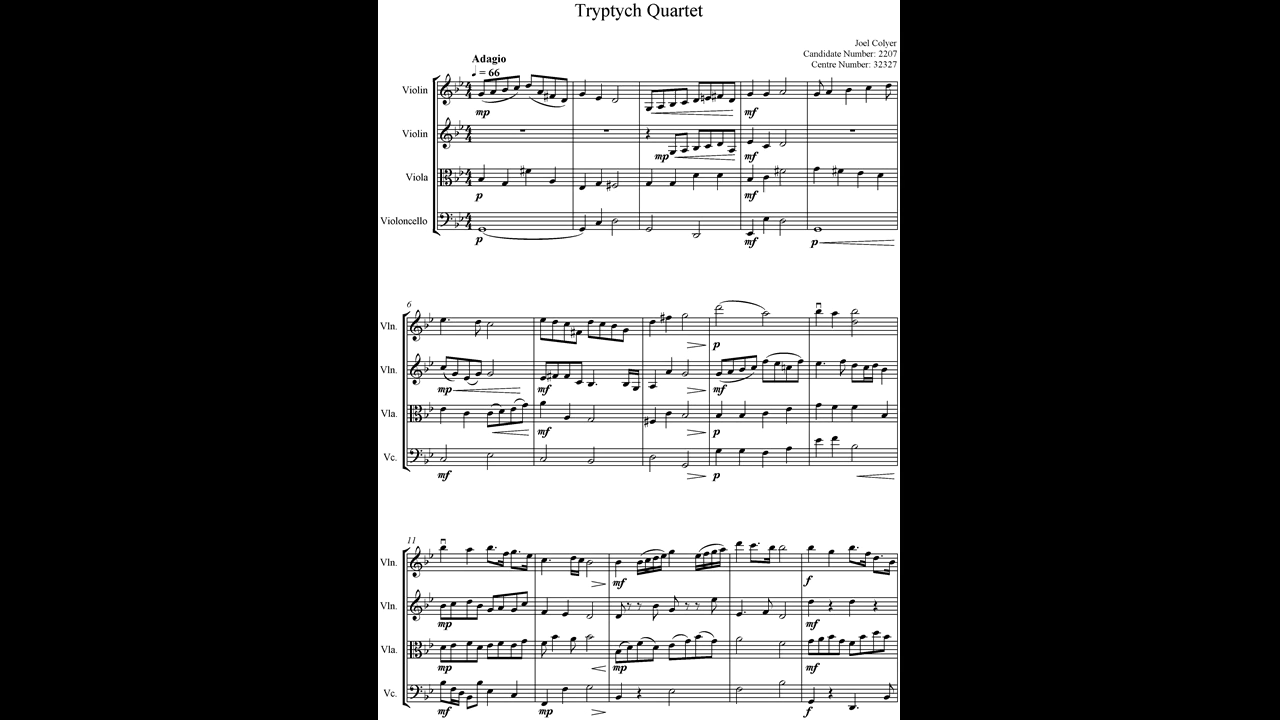 Tryptych Quartet
Joel Colyer
Candidate Number: 2207
Centre Number: 32327
Adagio
= 66
Violin
mp
mf
Violin
mp
mf
Viola
p
mf
Violoncello
p
mf
p
6
Vln.
p
Vln.
mp
mf
mf
Vla.
mf
p
Vc.
mf
p
11
Vln.
mf
f
Vln.
mp
mf
Vla.
mp
mp
mf
Vc.
mf
mp
f